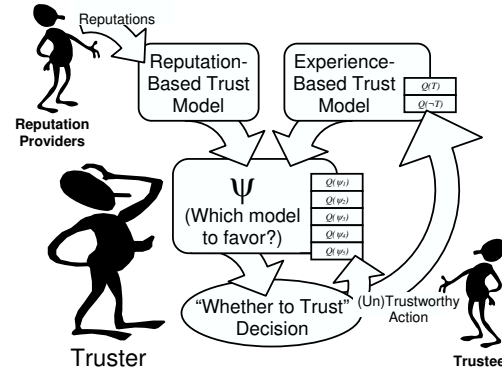 Reputations
Reputation-
Based Trust
Model
Experience-
Based Trust
Model
Q(T)
Q(¬T)
Reputation
Providers
Ψ
(Which model
to favor?)
Q(ψ₁)
Q(ψ₂)
Q(ψ₃)
Q(ψ₄)
Q(ψ₅)
"Whether to Trust"
Decision
(Un)Trustworthy
Action
Truster
Trustee